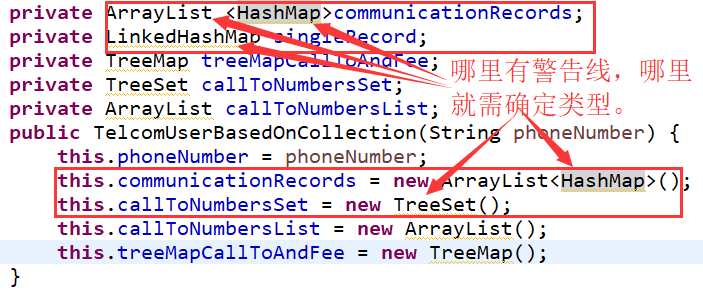 private ArrayList <HashMap>communicationRecords;
private LinkedHashMap singleRecord;
private TreeMap treeMapCallToAndFee;
private TreeSet callToNumbersSet;
private ArrayList callToNumbersList;
哪里有警告线，哪里
就需确定类型。
public TelcomUserBasedOnCollection(String phoneNumber) {
this.phoneNumber = phoneNumber;
this.communicationRecords = new ArrayList<HashMap>();
this.callToNumbersSet = new TreeSet();
this.callToNumbersList = new ArrayList();
this.treeMapCallToAndFee = new TreeMap();
}